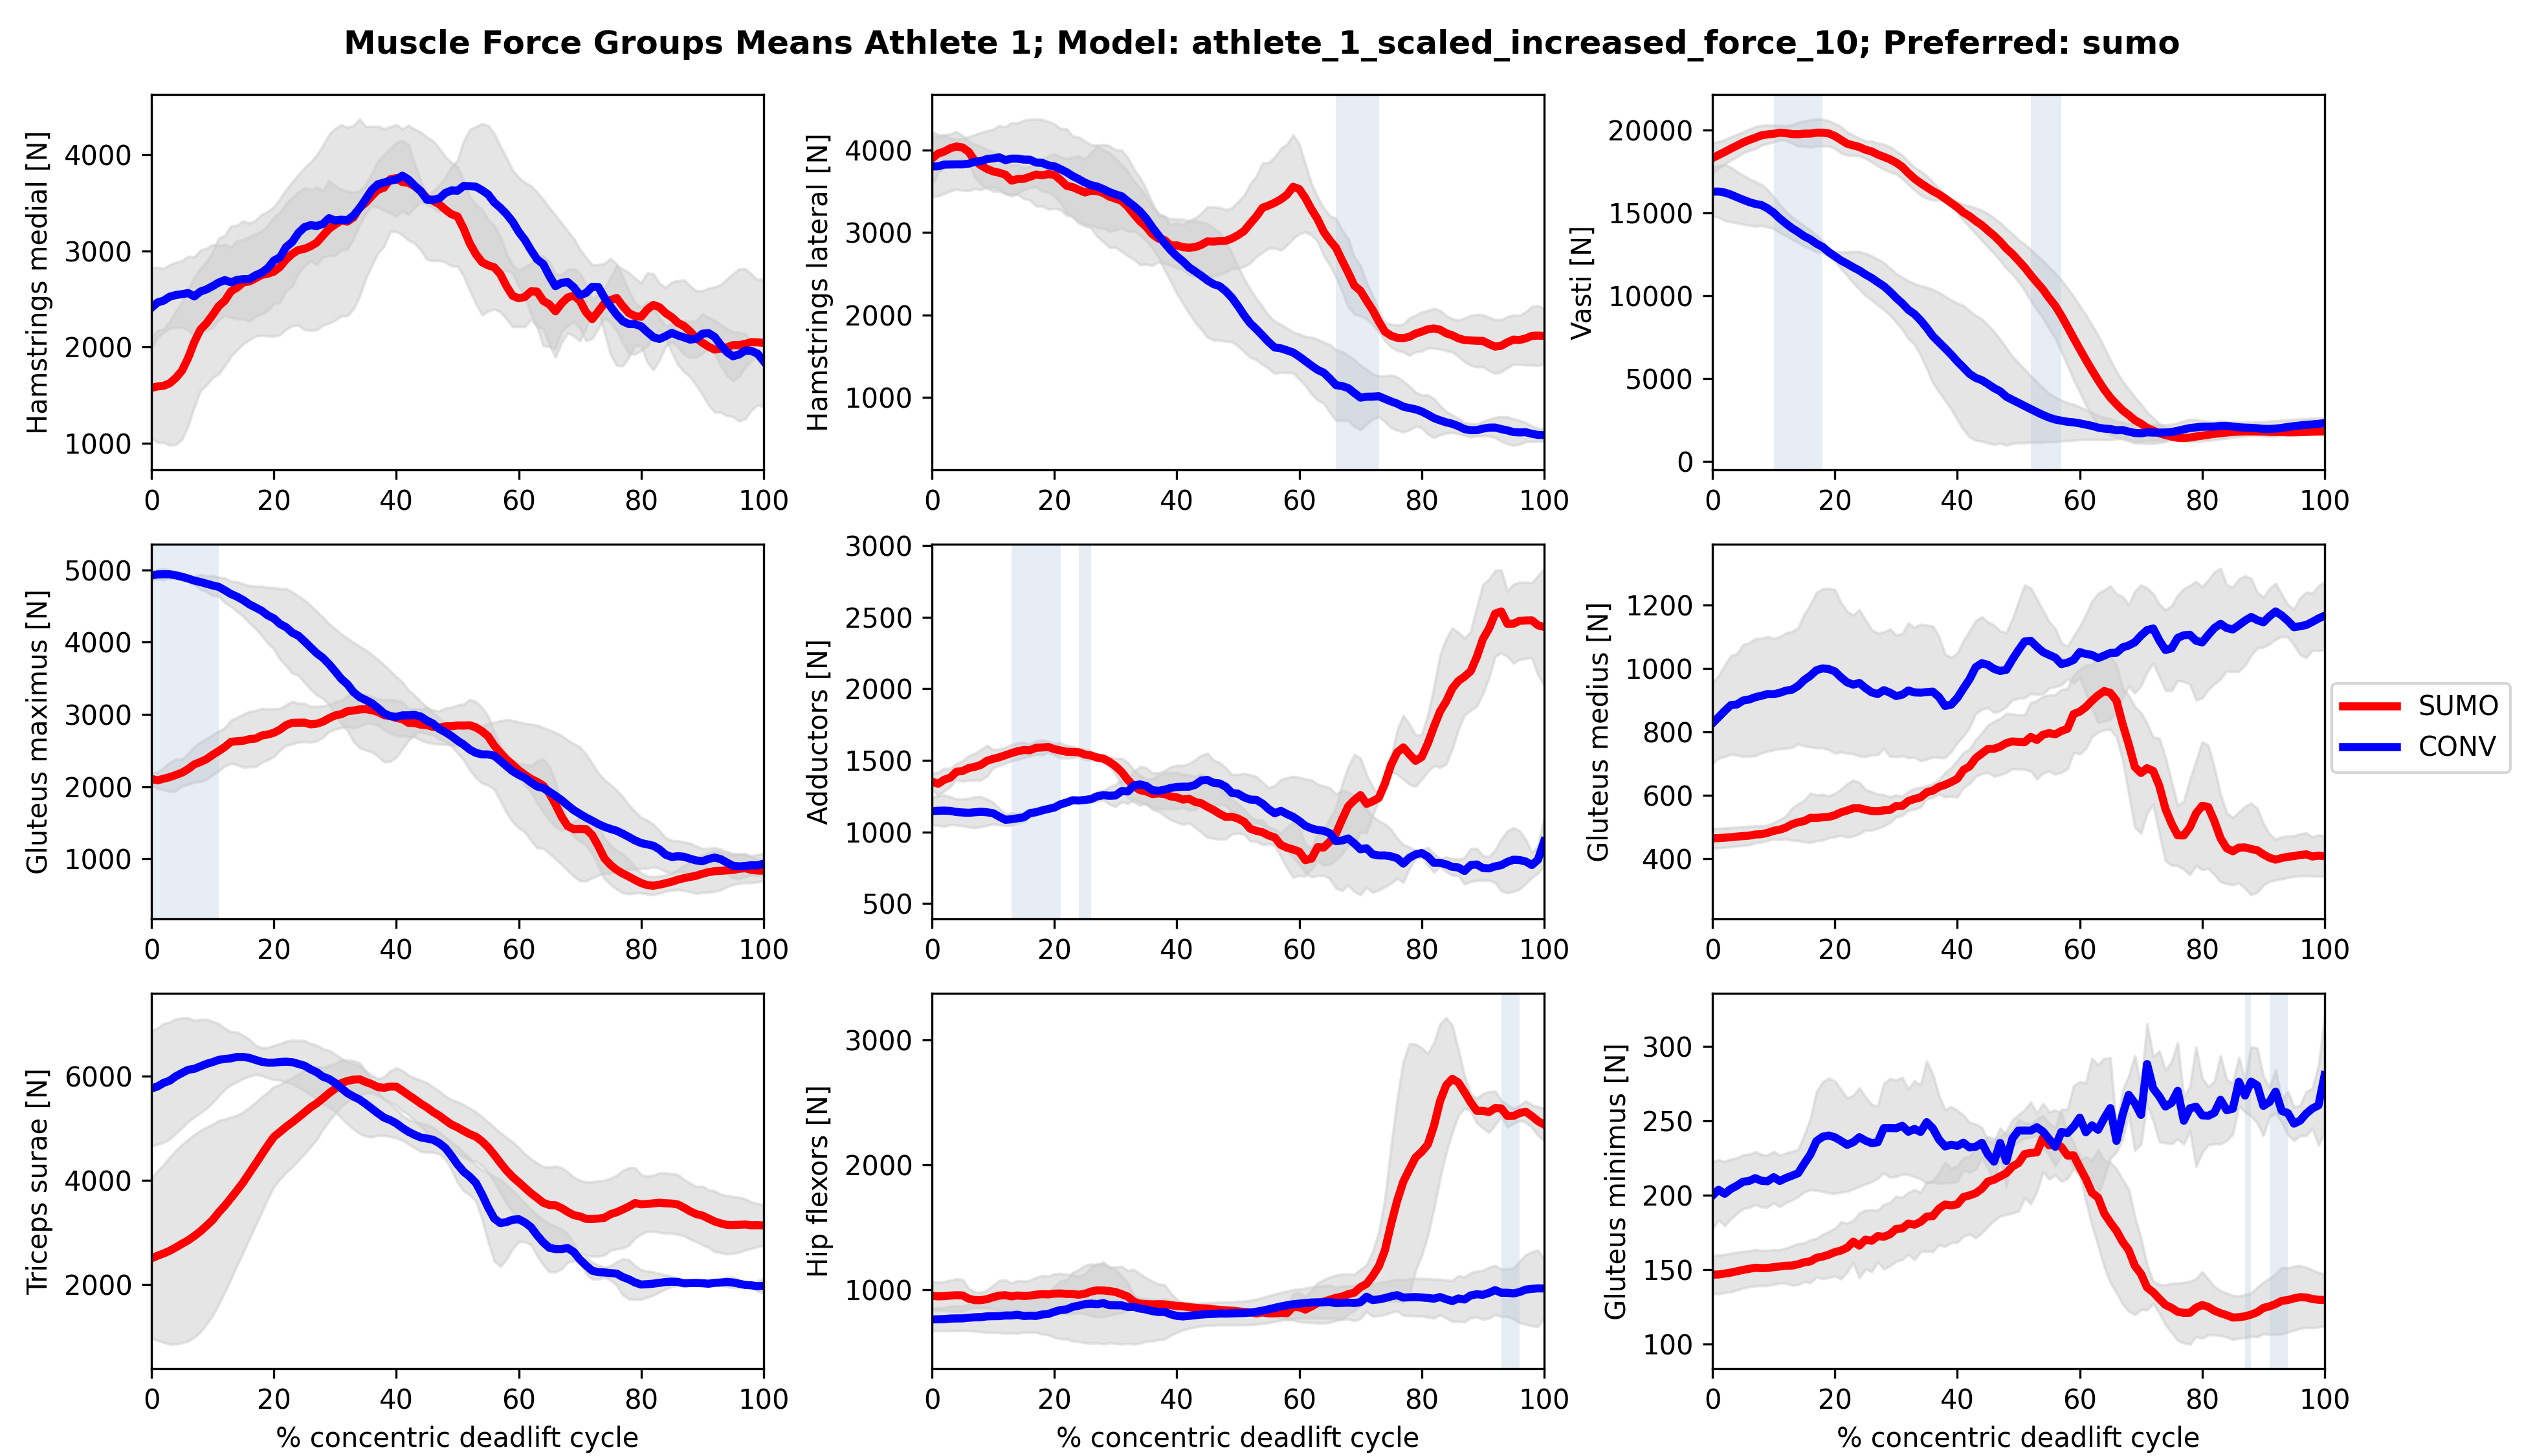 Muscle Force Groups Means Athlete 1; Model: athlete_1_scaled_increased_force_10; Preferred: sumo
Hamstrings medial [N]
4000
3000
2000
1000
0 20 40 60 80 100
Hamstrings lateral [N]
4000
3000
2000
1000
0 20 40 60 80 100
Vasti [N]
20000
15000
10000
5000
0
0 20 40 60 80 100
Gluteus maximus [N]
5000
4000
3000
2000
1000
0 20 40 60 80 100
Adductors [N]
3000
2500
2000
1500
1000
500
0 20 40 60 80 100
Gluteus medius [N]
1200
1000
800
600
400
0 20 40 60 80 100
SUMO
CONV
Triceps surae [N]
6000
4000
2000
0 20 40 60 80 100
% concentric deadlift cycle
Hip flexors [N]
3000
2000
1000
0 20 40 60 80 100
% concentric deadlift cycle
Gluteus minimus [N]
300
250
200
150
100
0 20 40 60 80 100
% concentric deadlift cycle